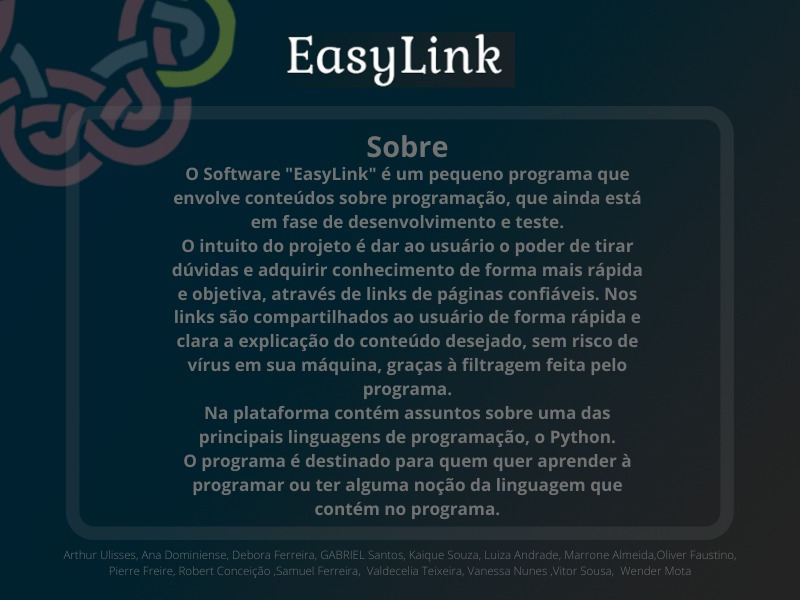 EasyLink
Sobre
O Software "EasyLink" é um pequeno programa que
envolve conteúdos sobre programação, que ainda está
em fase de desenvolvimento e teste.
O intuito do projeto é dar ao usuário o poder de tirar
dúvidas e adquirir conhecimento de forma mais rápida
e objetiva, através de links de páginas confiáveis. Nos
links são compartilhados ao usuário de forma rápida e
clara a explicação do conteúdo desejado, sem risco de
vírus em sua máquina, graças à filtragem feita pelo
programa.
Na plataforma contém assuntos sobre uma das
principais linguagens de programação, o Python.
O programa é destinado para quem quer aprender à
programar ou ter alguma noção da linguagem que
contém no programa.
Arthur Ulisses, Ana Dominiense, Debora Ferreira, GABRIEL Santos, Kaique Souza, Luiza Andrade, Marrone Almeida,Oliver Faustino,
Pierre Freire, Robert Conceição ,Samuel Ferreira, Valdecelia Teixeira, Vanessa Nunes ,Vitor Sousa, Wender Mota